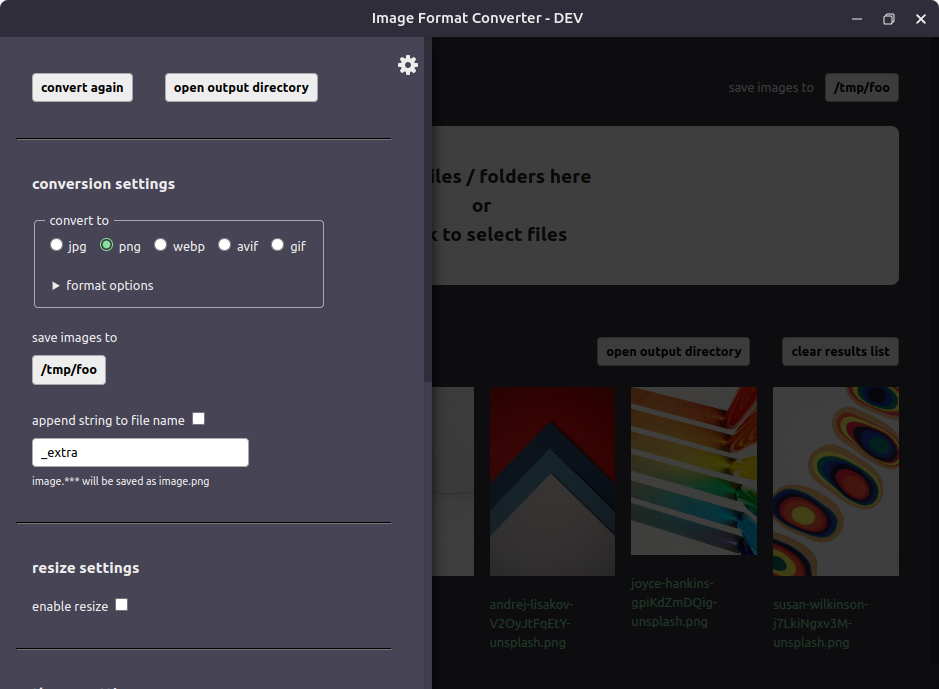 Image Format Converter - DEV
convert again
open output directory
conversion settings
convert to
jpg
png
webp
avif
gif
format options
save images to
/tmp/foo
append string to file name
_extra
image.*** will be saved as image.png
resize settings
enable resize
save images to
/tmp/foo
files / folders here
or
to select files
open output directory
clear results list
andrej-lisakov-
V2OyJtFqEtY-
unsplash.png
joyce-hankins-
gpiKdZmDQig-
unsplash.png
susan-wilkinson-
j7LkiNgxv3M-
unsplash.png